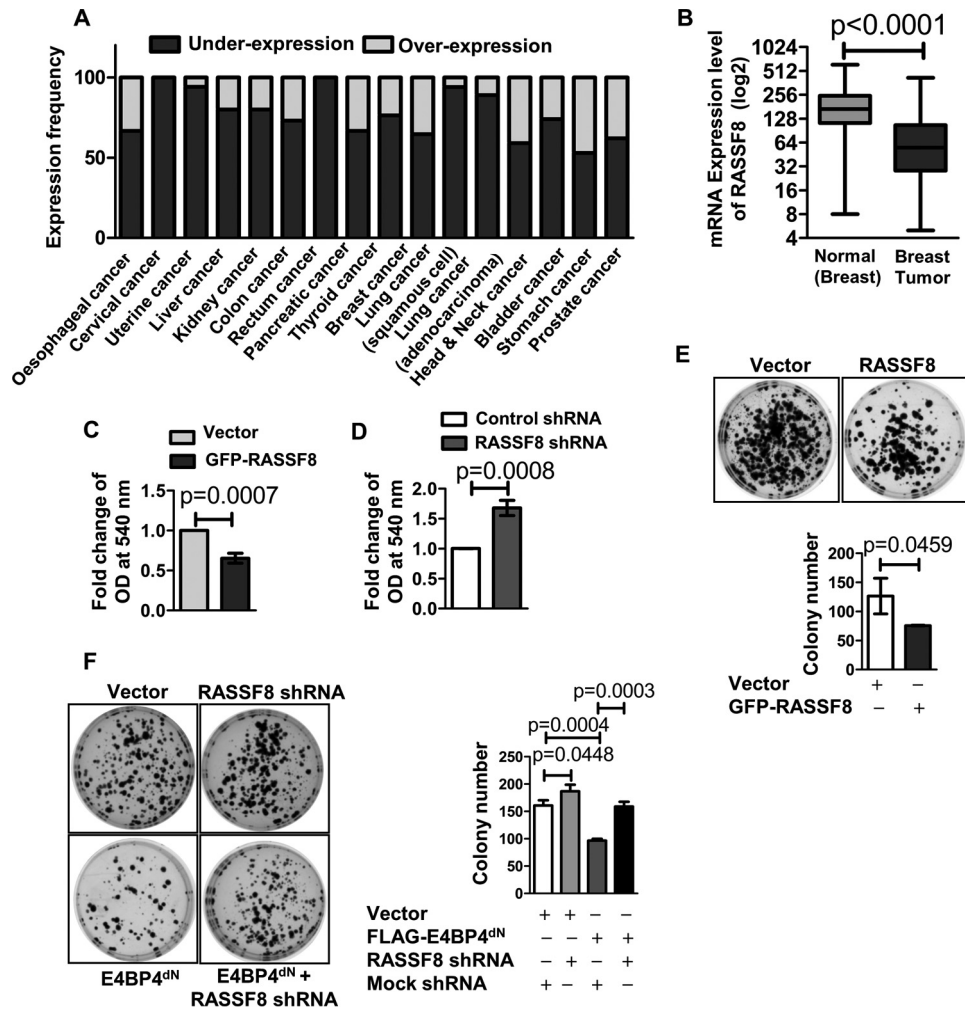 A
Under-expression Over-expression
Expression frequency
100
50
0
Oesophageal cancer
Cervical cancer
Uterine cancer
Liver cancer
Kidney cancer
Colon cancer
Rectum cancer
Pancreatic cancer
Thyroid cancer
Breast cancer
Lung cancer
(squamous cell)
Lung cancer
(adenocarcinoma)
Head & Neck cancer
Bladder cancer
Stomach cancer
Prostate cancer
B
p<0.0001
mRNA Expression level
of RASSF8 (log2)
1024
512
256
128
64
32
16
8
4
Normal
(Breast)
Breast
Tumor
C
Vector
GFP-RASSF8
p=0.0007
Fold change of
OD at 540 nm
1.5
1.0
0.5
0.0
D
Control shRNA
RASSF8 shRNA
p=0.0008
Fold change of
OD at 540 nm
2.0
1.5
1.0
0.5
0.0
E
Vector RASSF8
p=0.0459
Colony number
200
150
100
50
0
Vector + −
GFP-RASSF8 − +
F
Vector RASSF8 shRNA
E4BP4dN E4BP4dN +
RASSF8 shRNA
p=0.0003
p=0.0004
p=0.0448
Colony number
250
200
150
100
50
0
Vector + + − −
FLAG-E4BP4dN − − + +
RASSF8 shRNA − + − +
Mock shRNA + − + −